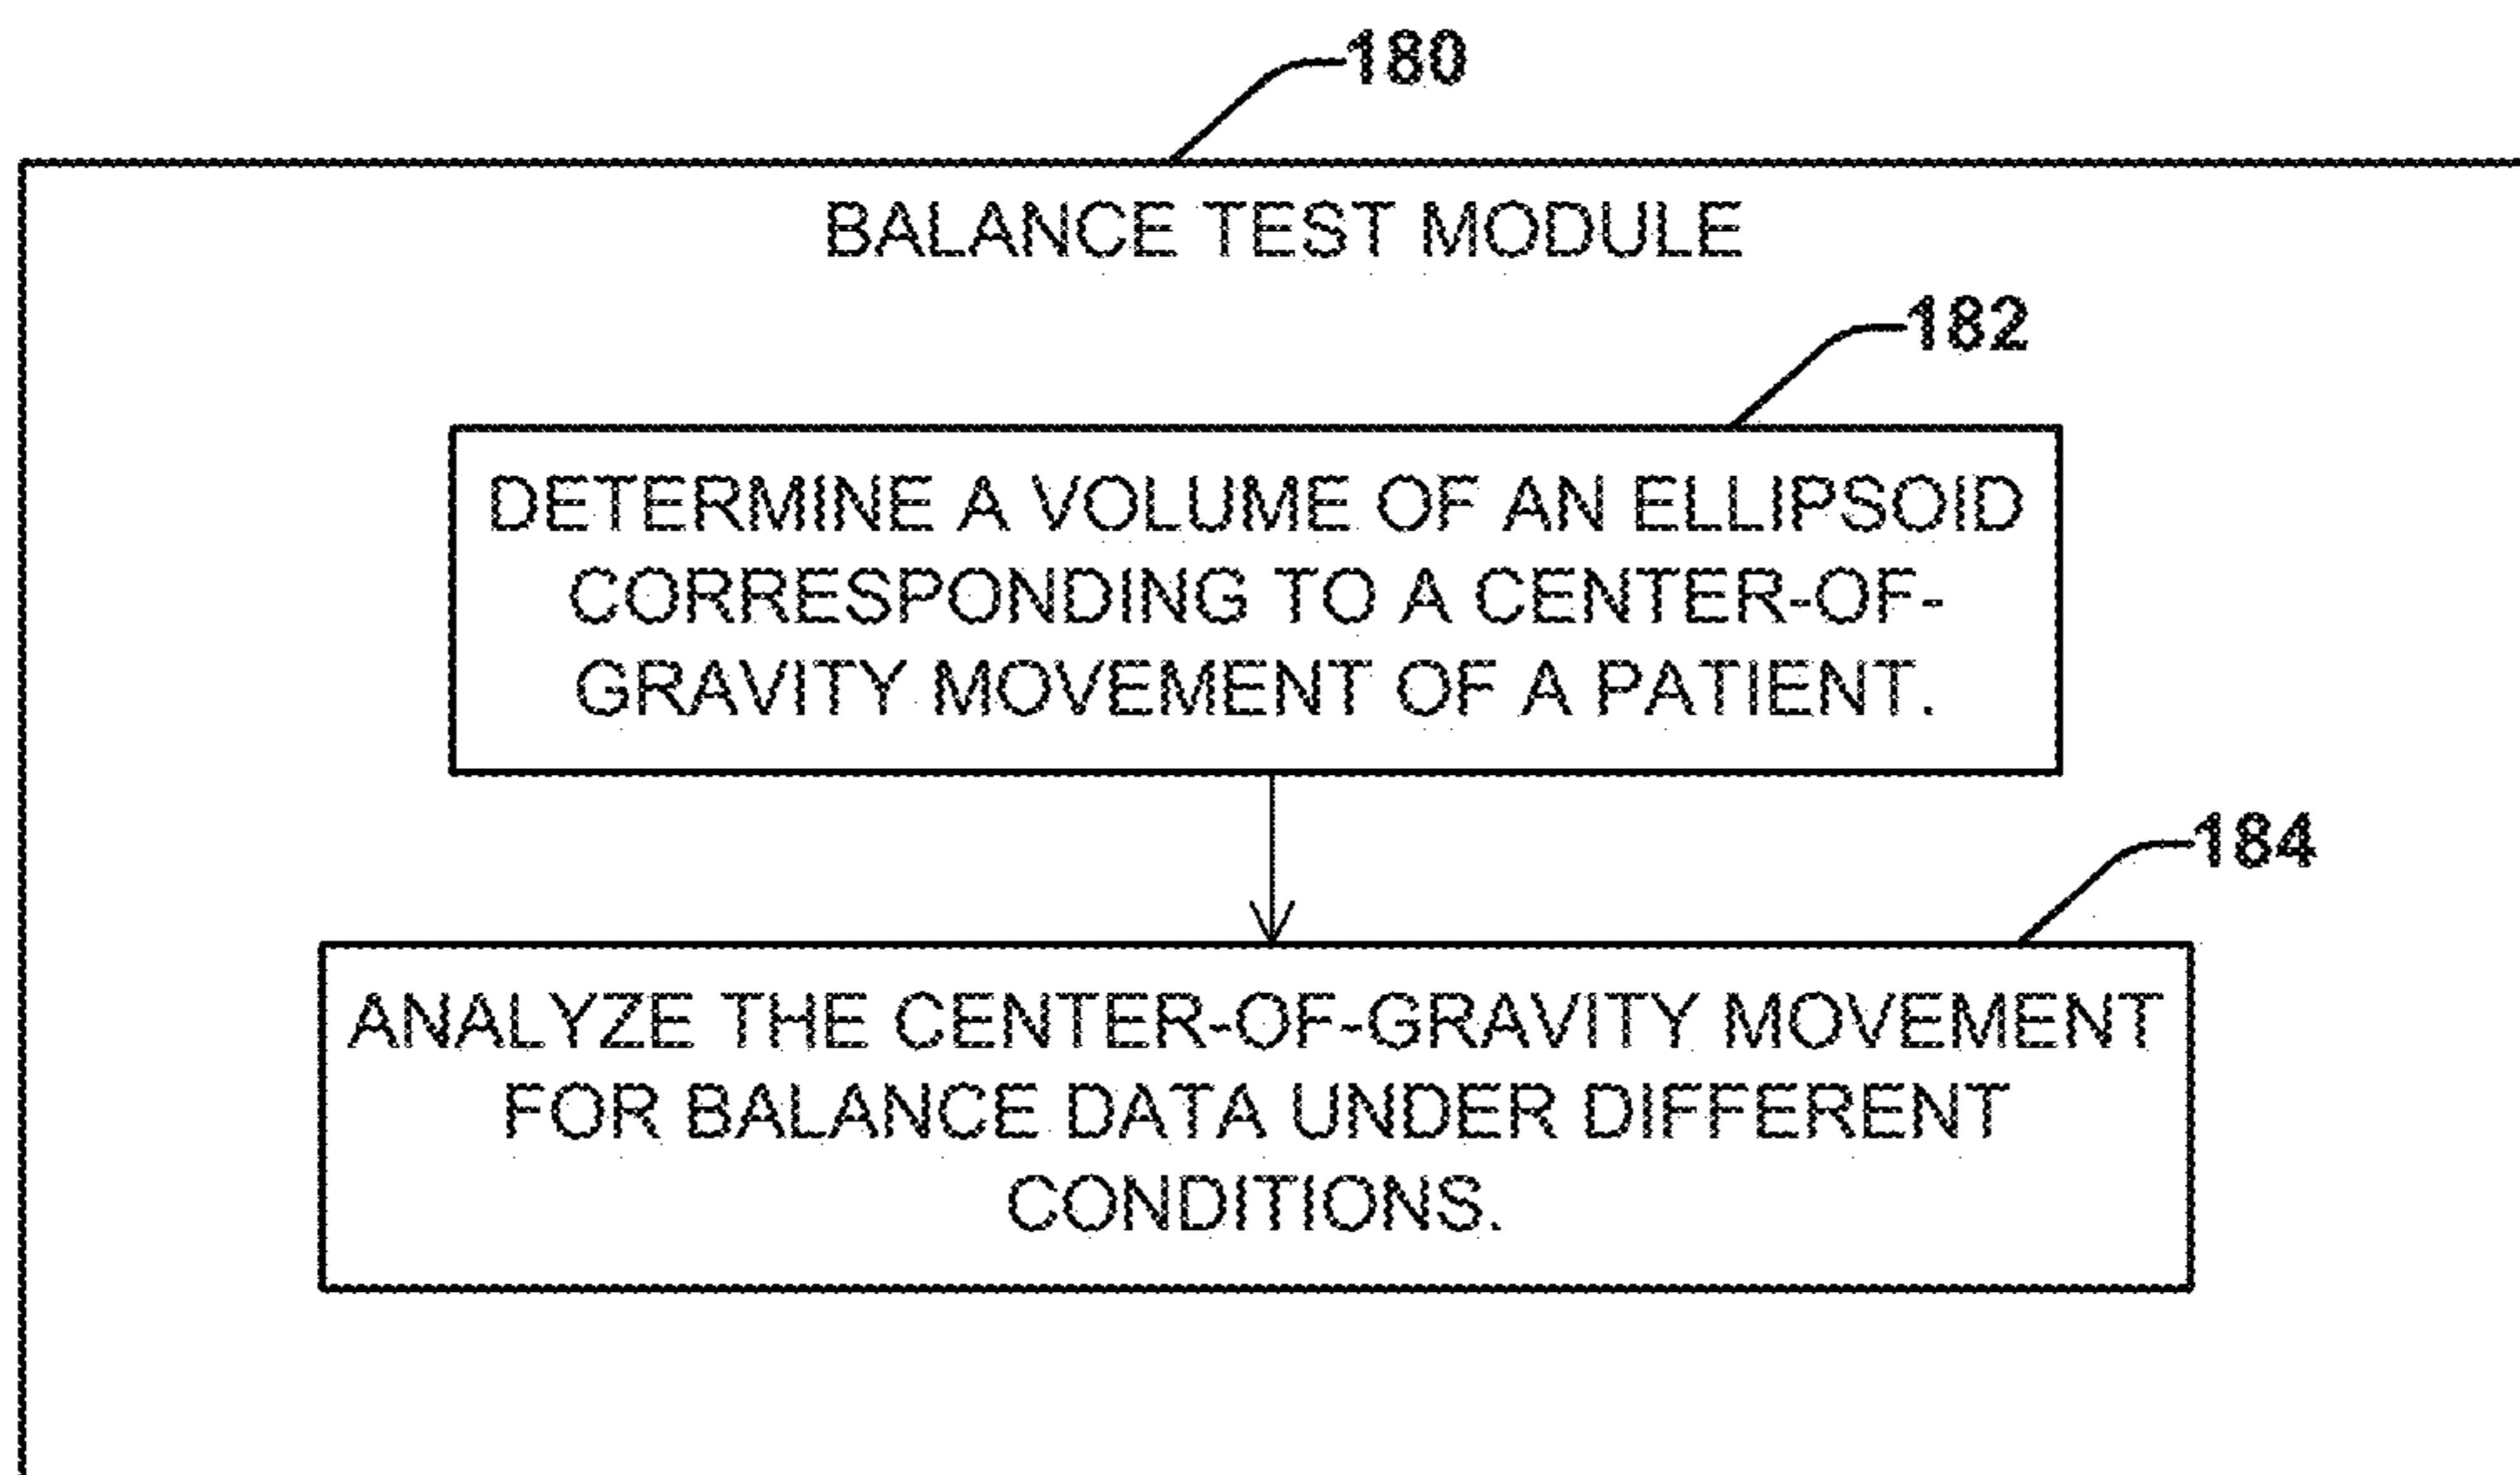 180
BALANCE TEST MODULE
182
DETERMINE A VOLUME OF AN ELLIPSOID
CORRESPONDING TO A CENTER-OF-
GRAVITY MOVEMENT OF A PATIENT.
184
ANALYZE THE CENTER-OF-GRAVITY MOVEMENT
FOR BALANCE DATA UNDER DIFFERENT
CONDITIONS.